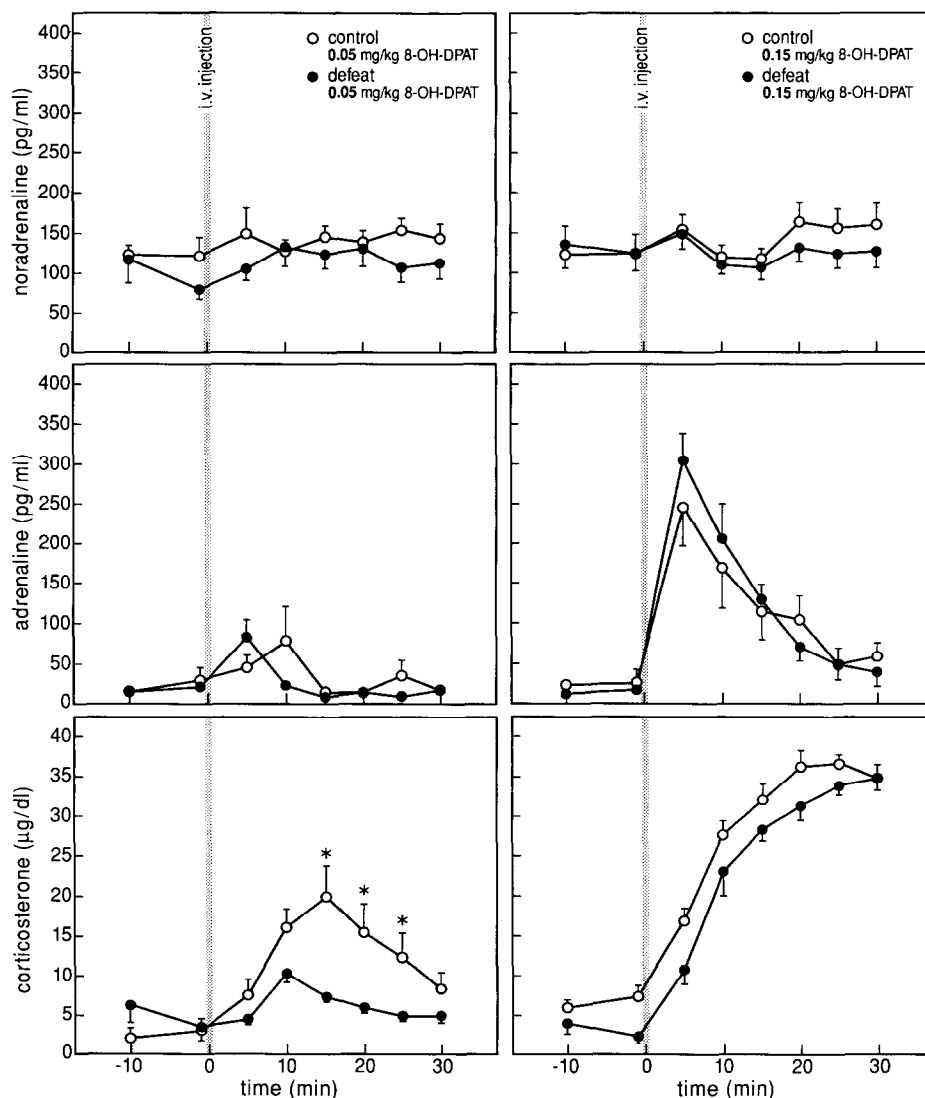 400
350
300
250
200
150
100
50
0
noradrenaline (pg/ml)
i.v. injection
control
0.05 mg/kg 8-OH-DPAT
defeat
0.05 mg/kg 8-OH-DPAT
i.v. injection
control
0.15 mg/kg 8-OH-DPAT
defeat
0.15 mg/kg 8-OH-DPAT
400
350
300
250
200
150
100
50
0
adrenaline (pg/ml)
40
35
30
25
20
15
10
5
0
corticosterone (µg/dl)
* * *
-10 0 10 20 30
time (min)
-10 0 10 20 30
time (min)